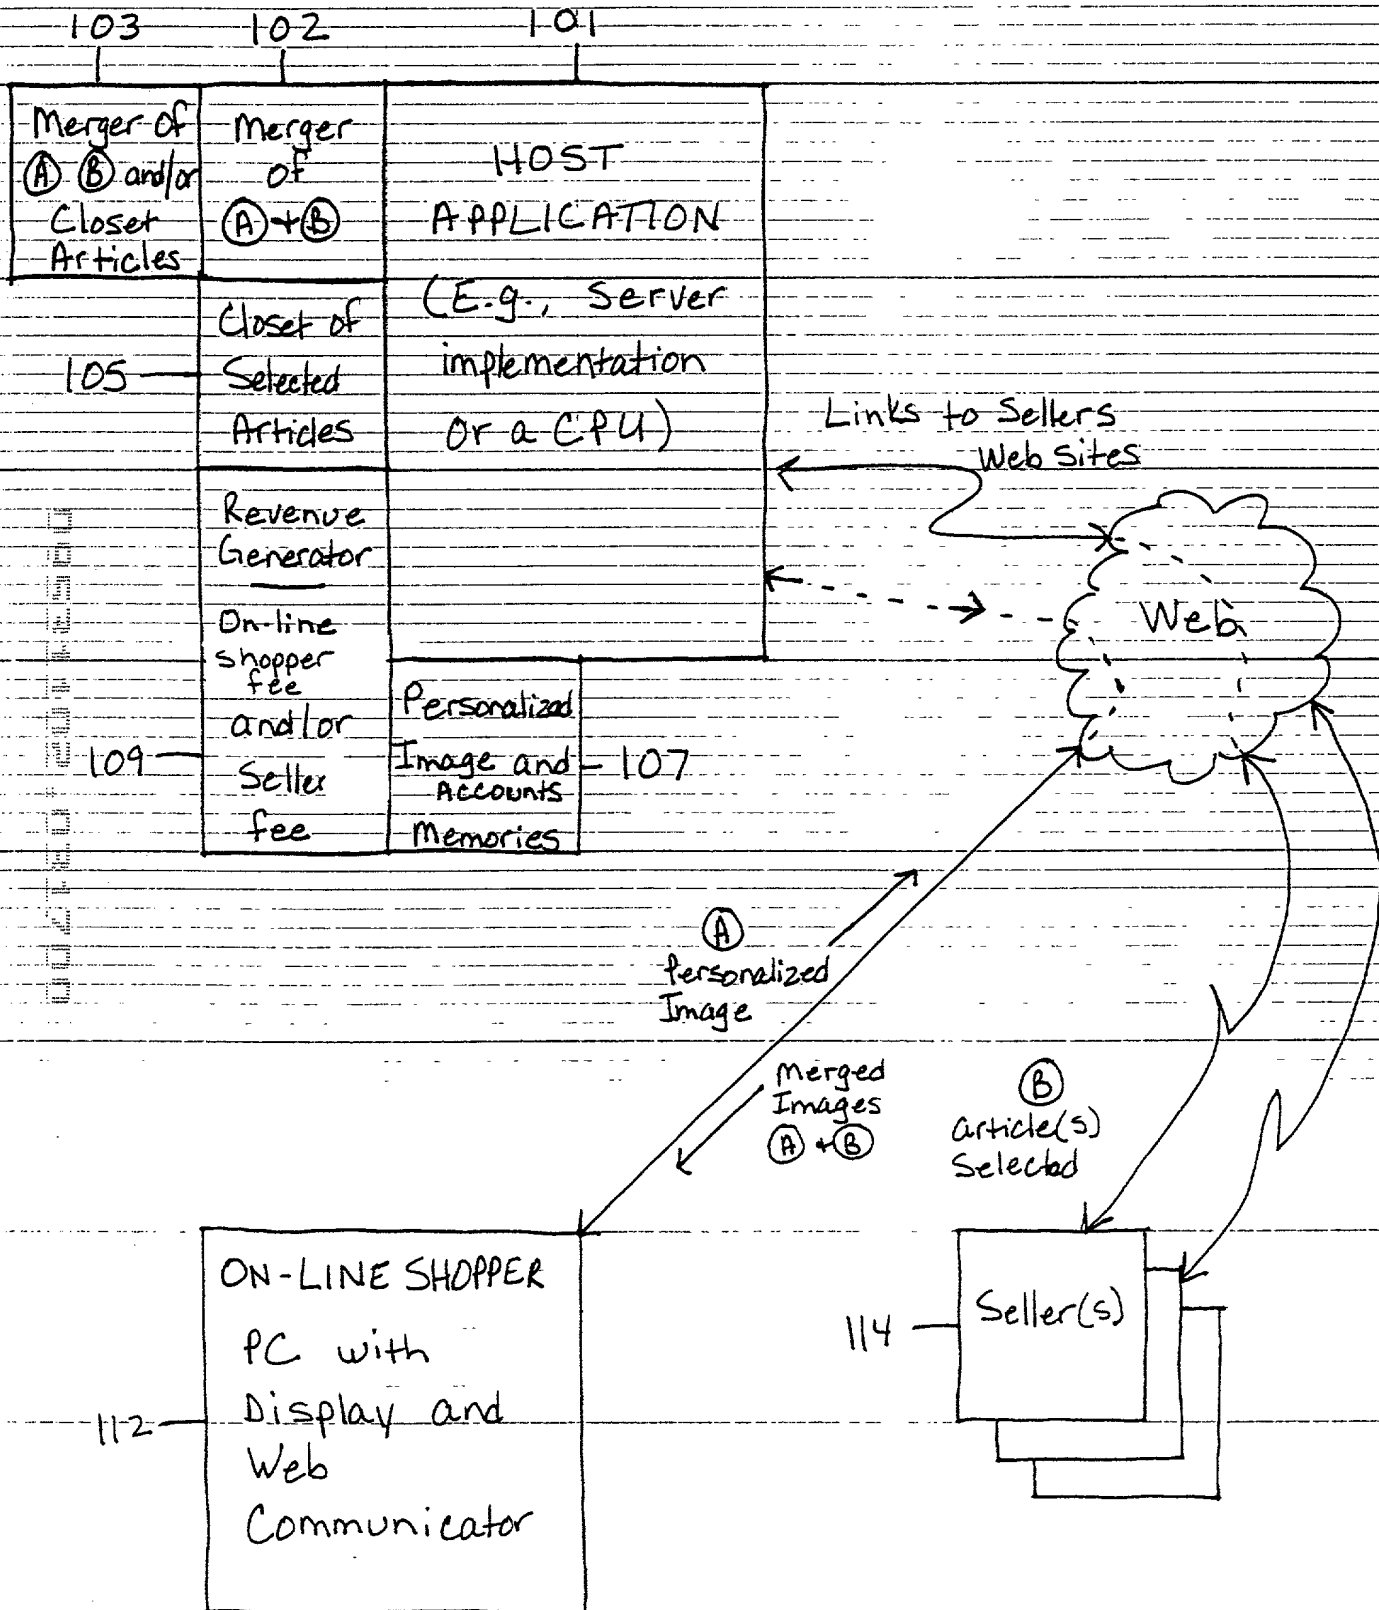 103
102
101
Merger of
Ⓐ Ⓑ and/or
Closet
Articles
Merger
of
Ⓐ+Ⓑ
HOST
APPLICATION
(E.g., Server
implementation
or a CPU)
105
Closet of
Selected
Articles
Links to Sellers
Web Sites
Revenue
Generator
On-line
shopper
fee
and/or
Seller
fee
109
Personalized
Image and
Accounts
Memories
107
Web
Ⓐ
Personalized
Image
Merged
Images
Ⓐ+Ⓑ
Ⓑ
article(s)
Selected
ON-LINE SHOPPER
PC with
Display and
Web
Communicator
112
Seller(s)
114